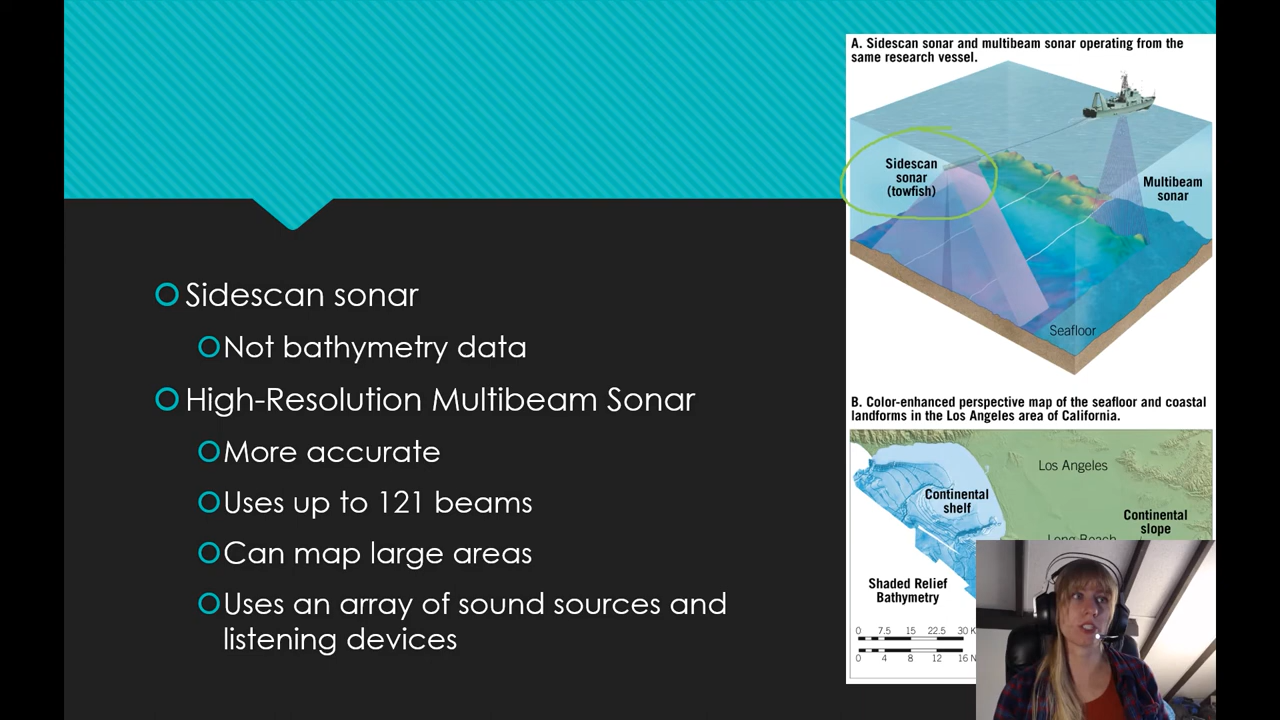 Sidescan sonar
Not bathymetry data
High-Resolution Multibeam Sonar
More accurate
Uses up to 121 beams
Can map large areas
Uses an array of sound sources and
listening devices
A. Sidescan sonar and multibeam sonar operating from the
same research vessel.
Sidescan
sonar
(towfish)
Multibeam
sonar
Seafloor
B. Color-enhanced perspective map of the seafloor and coastal
landforms in the Los Angeles area of California.
Los Angeles
Continental
shelf
Continental
slope
Long Beach
Shaded Relief
Bathymetry
0 7.5 15 22.5 30 K
0 4 8 12 16 N